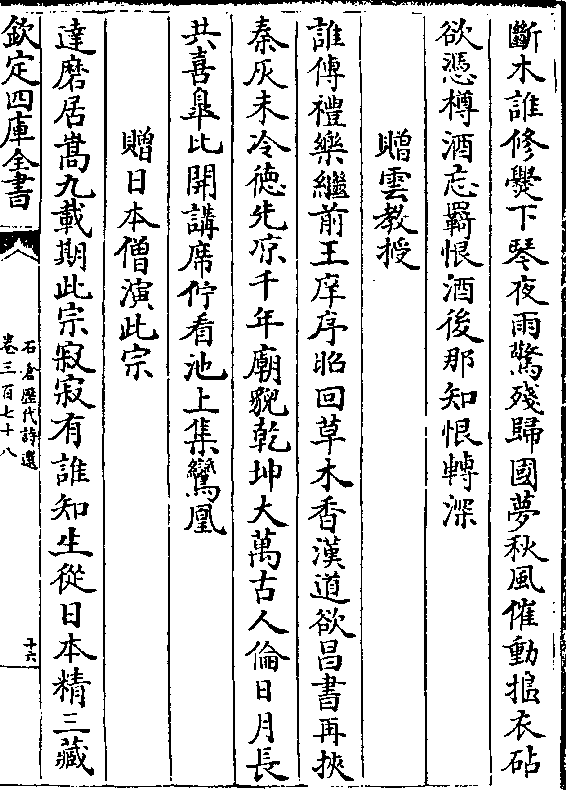 斷木誰修爨下琴夜雨驚殘歸國夢秋風催動搗衣砧
欲憑樽酒忘羇恨酒後那知恨轉深
贈雲教授
誰傳禮樂繼前王庠序昭回草木香漢道欲昌書再挾
秦灰未冷徳先凉千年廟貌乾坤大萬古人倫日月長
共喜臯比開講席佇看池上集鸞凰
贈日本僧演此宗
達磨居嵩九載期此宗寂寂有誰知生從日本精三藏
欽定四庫全書
石倉歴代詩選
卷三百七十八
十六